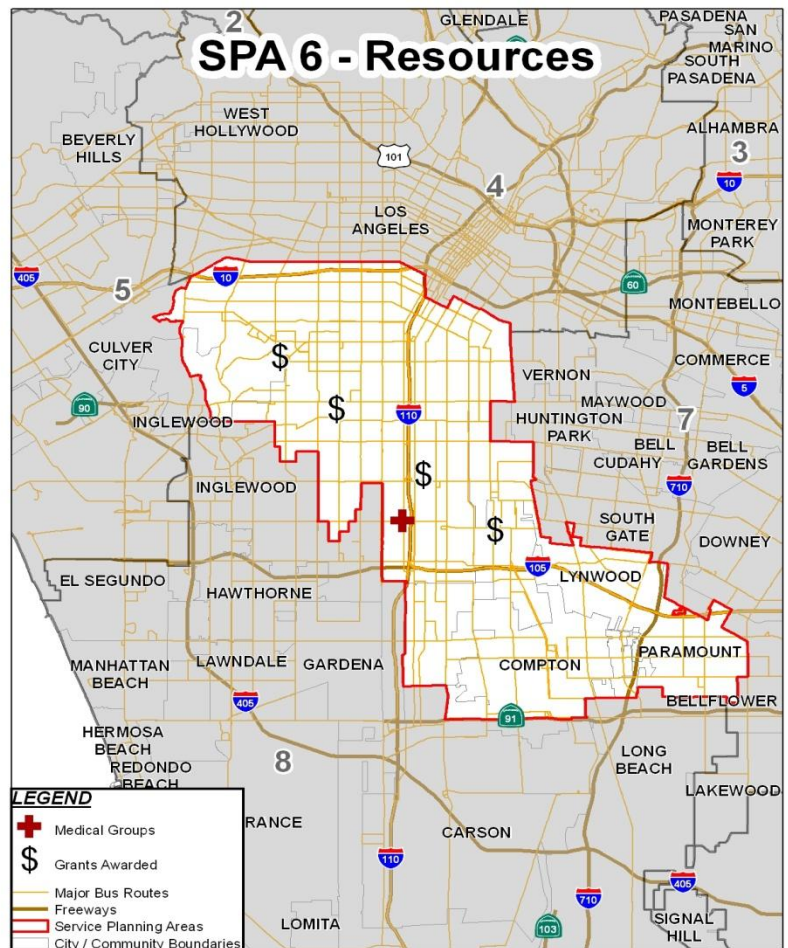 2
GLENDALE
PASADENA
SAN
MARINO
SOUTH
PASADENA
SPA 6 - Resources
WEST
HOLLYWOOD
BEVERLY
HILLS
ALHAMBRA
101
3
4
10
LOS
ANGELES
MONTEREY
PARK
405
10
5
60
MONTEBELLO
CULVER
CITY
$
VERNON
COMMERCE
5
90
$
110
MAYWOOD
HUNTINGTON
PARK
7
INGLEWOOD
BELL
CUDAHY
BELL
GARDENS
$
INGLEWOOD
710
$
SOUTH
GATE
DOWNEY
105
LYNWOOD
EL SEGUNDO
HAWTHORNE
PARAMOUNT
MANHATTAN
BEACH
LAWNDALE
GARDENA
COMPTON
405
91
BELLFLOWER
HERMOSA
BEACH
REDONDO
BEACH
8
LONG
BEACH
LAKEWOOD
LEGEND
Medical Groups
$ Grants Awarded
Major Bus Routes
Freeways
Service Planning Areas
City / Community Boundaries
RANCE
CARSON
110
405
710
LOMITA
103
SIGNAL
HILL